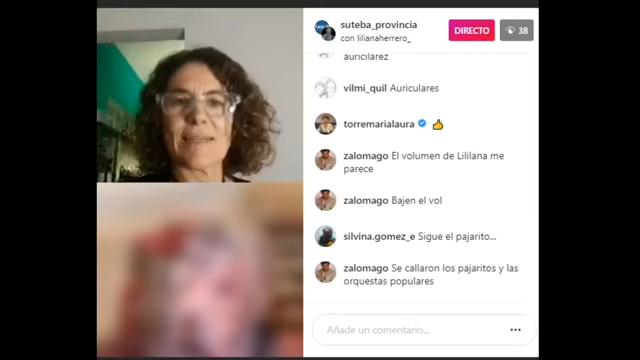 suteba_provincia
con lilianaherrero_
DIRECTO
38
auricilarez
vilmi_quil Auriculares
torremarialaura 👍
zalomago El volumen de Lililana me
parece
zalomago Bajen el vol
silvina.gomez_e Sigue el pajarito...
zalomago Se callaron los pajaritos y las
orquestas populares
Añade un comentario...